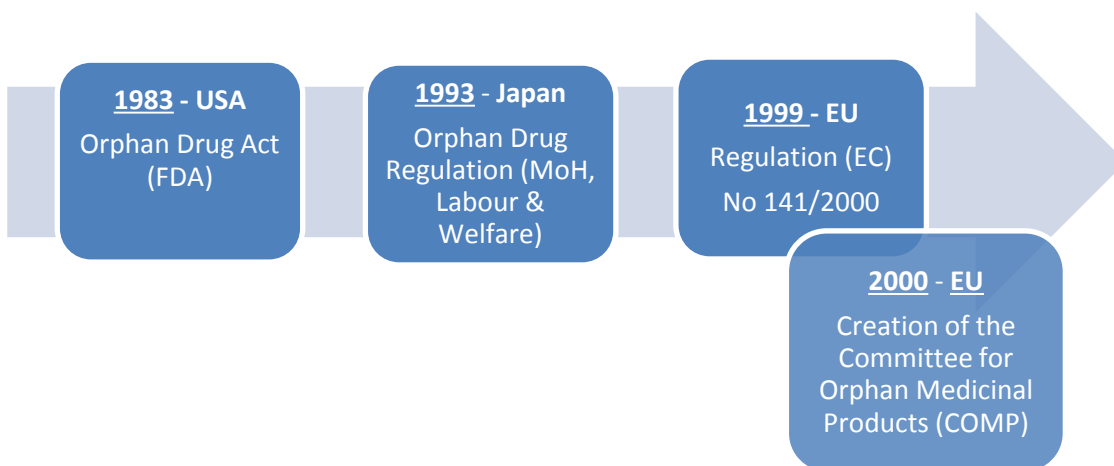 1983 - USA
Orphan Drug Act
(FDA)
1993 - Japan
Orphan Drug
Regulation (MoH,
Labour &
Welfare)
1999 - EU
Regulation (EC)
No 141/2000
2000 - EU
Creation of the
Committee for
Orphan Medicinal
Products (COMP)